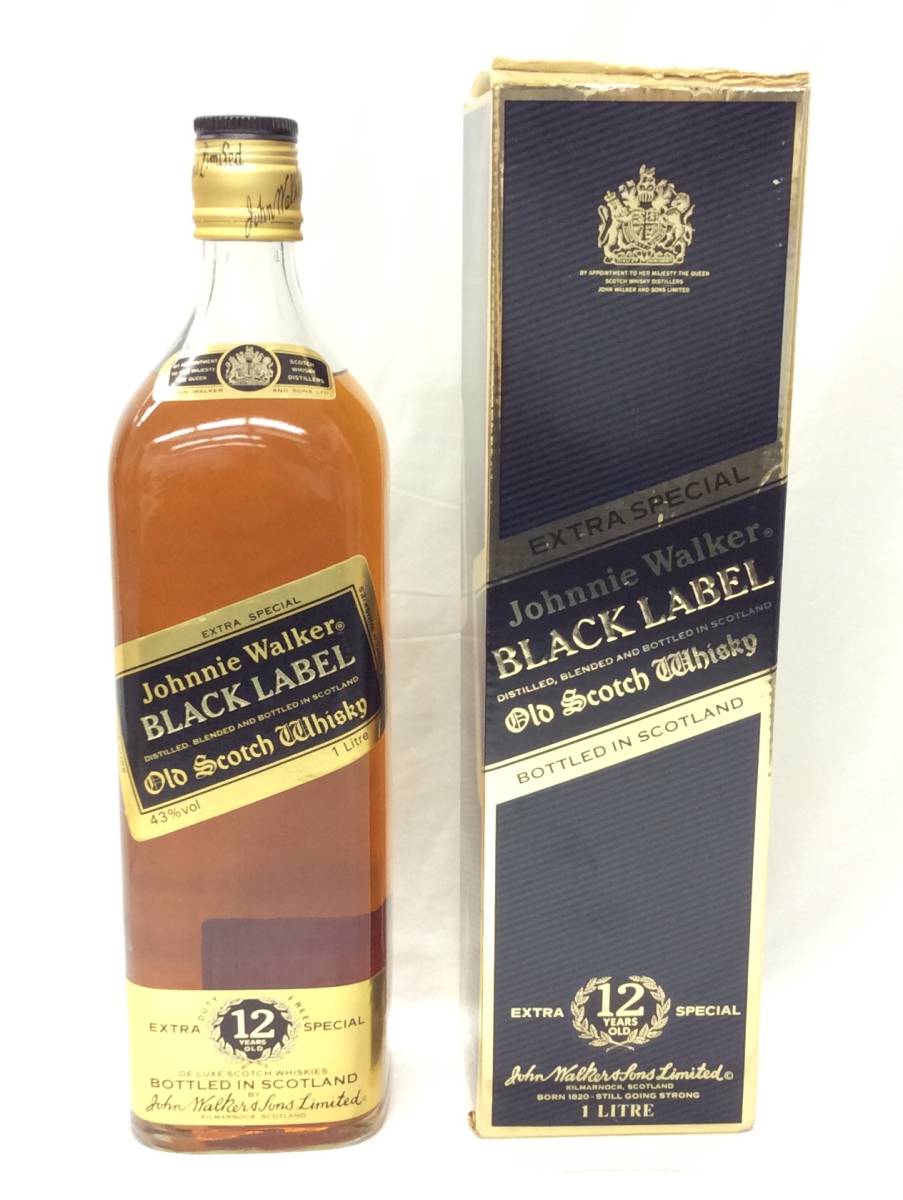 Limited
John Walk
BY APPOINTMENT
TO HER MAJESTY
THE QUEEN
SCOTCH
WHISKY
DISTILLERS
WALKER AND SONS LTD
EXTRA SPECIAL
Johnnie Walker®
BLACK LABEL
DISTILLED, BLENDED AND BOTTLED IN SCOTLAND
Old Scotch Whisky
43%vol 1 Litre
DUTY FREE
EXTRA 12 SPECIAL
YEARS
OLD
DE LUXE SCOTCH WHISKIES
BOTTLED IN SCOTLAND
BY
John Walker & Sons Limited
KILMARNOCK, SCOTLAND
BY APPOINTMENT TO HER MAJESTY THE QUEEN
SCOTCH WHISKY DISTILLERS
JOHN WALKER AND SONS LIMITED
EXTRA SPECIAL
Johnnie Walker®
BLACK LABEL
DISTILLED, BLENDED AND BOTTLED IN SCOTLAND
Old Scotch Whisky
BOTTLED IN SCOTLAND
EXTRA 12 SPECIAL
YEARS
OLD
John Walker & Sons Limited©
KILMARNOCK, SCOTLAND
BORN 1820 - STILL GOING STRONG
1 LITRE